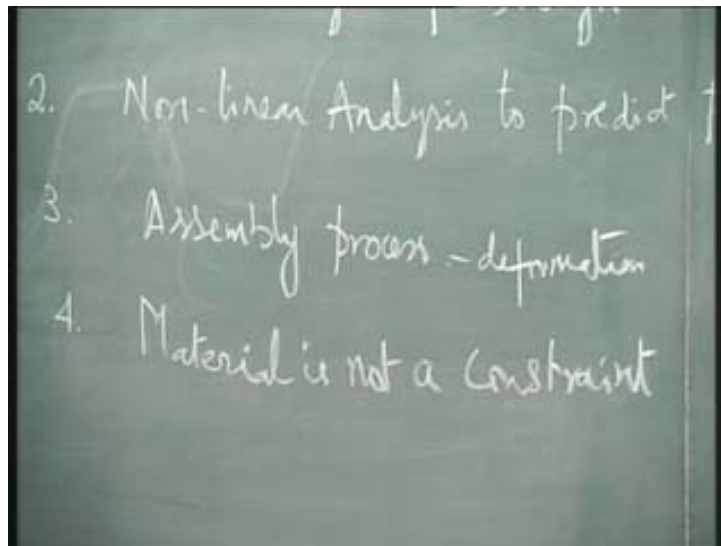 2. Non-linear Analysis to predict
3. Assembly process - deformation
4. Material is not a constraint